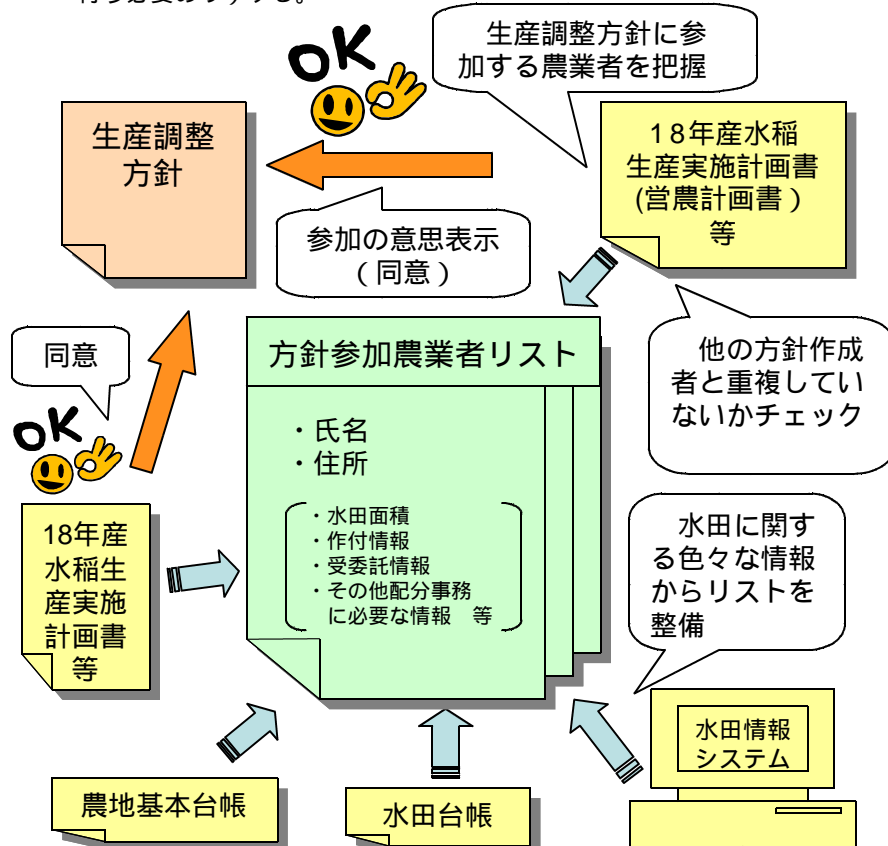 OK
生産調整方針に参
加する農業者を把握
生産調整
方針
18年産水稲
生産実施計画書
(営農計画書)
等
参加の意思表示
(同意)
同意
OK
方針参加農業者リスト
・氏名
・住所
・水田面積
・作付情報
・受委託情報
・その他配分事務
に必要な情報 等
他の方針作成
者と重複してい
ないかチェック
18年産
水稲生
産実施
計画書
等
水田に関す
る色々な情報
からリストを
整備
農地基本台帳
水田台帳
水田情報
システム